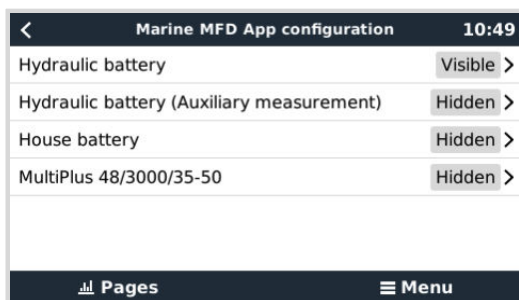 Marine MFD App configuration 10:49
Hydraulic battery Visible
Hydraulic battery (Auxiliary measurement) Hidden
House battery Hidden
MultiPlus 48/3000/35-50 Hidden
Pages Menu